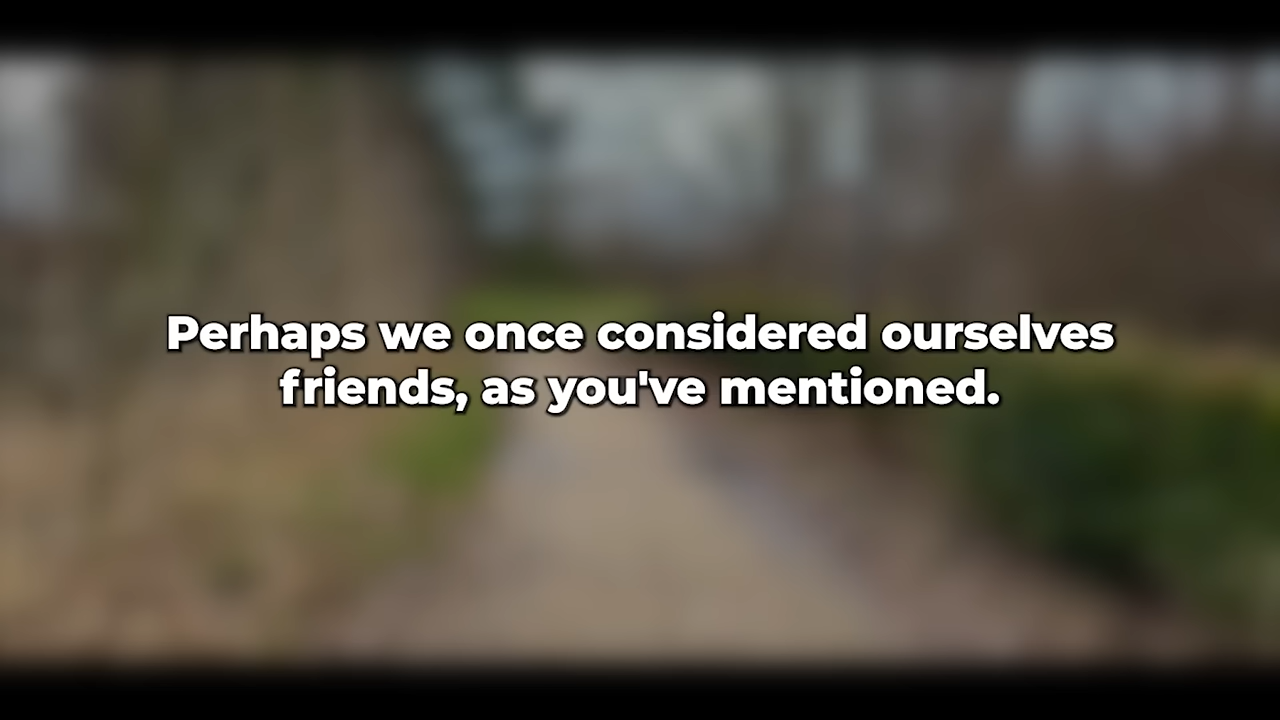 Perhaps we once considered ourselves
friends, as you've mentioned.